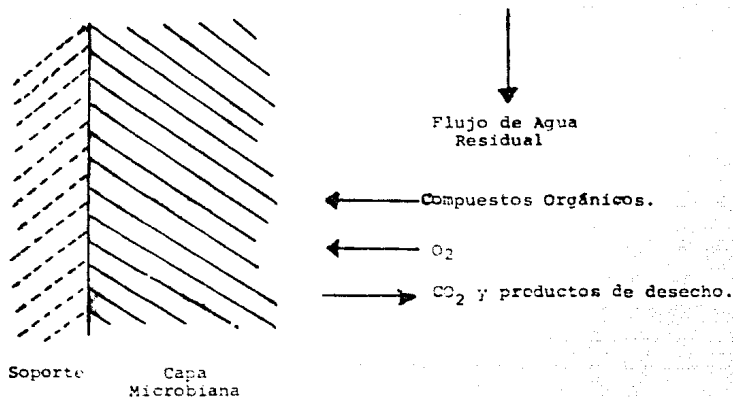 Flujo de Agua
Residual
Compuestos Orgánicos.
O2
CO2 y productos de desecho.
Soporte
Capa
Microbiana